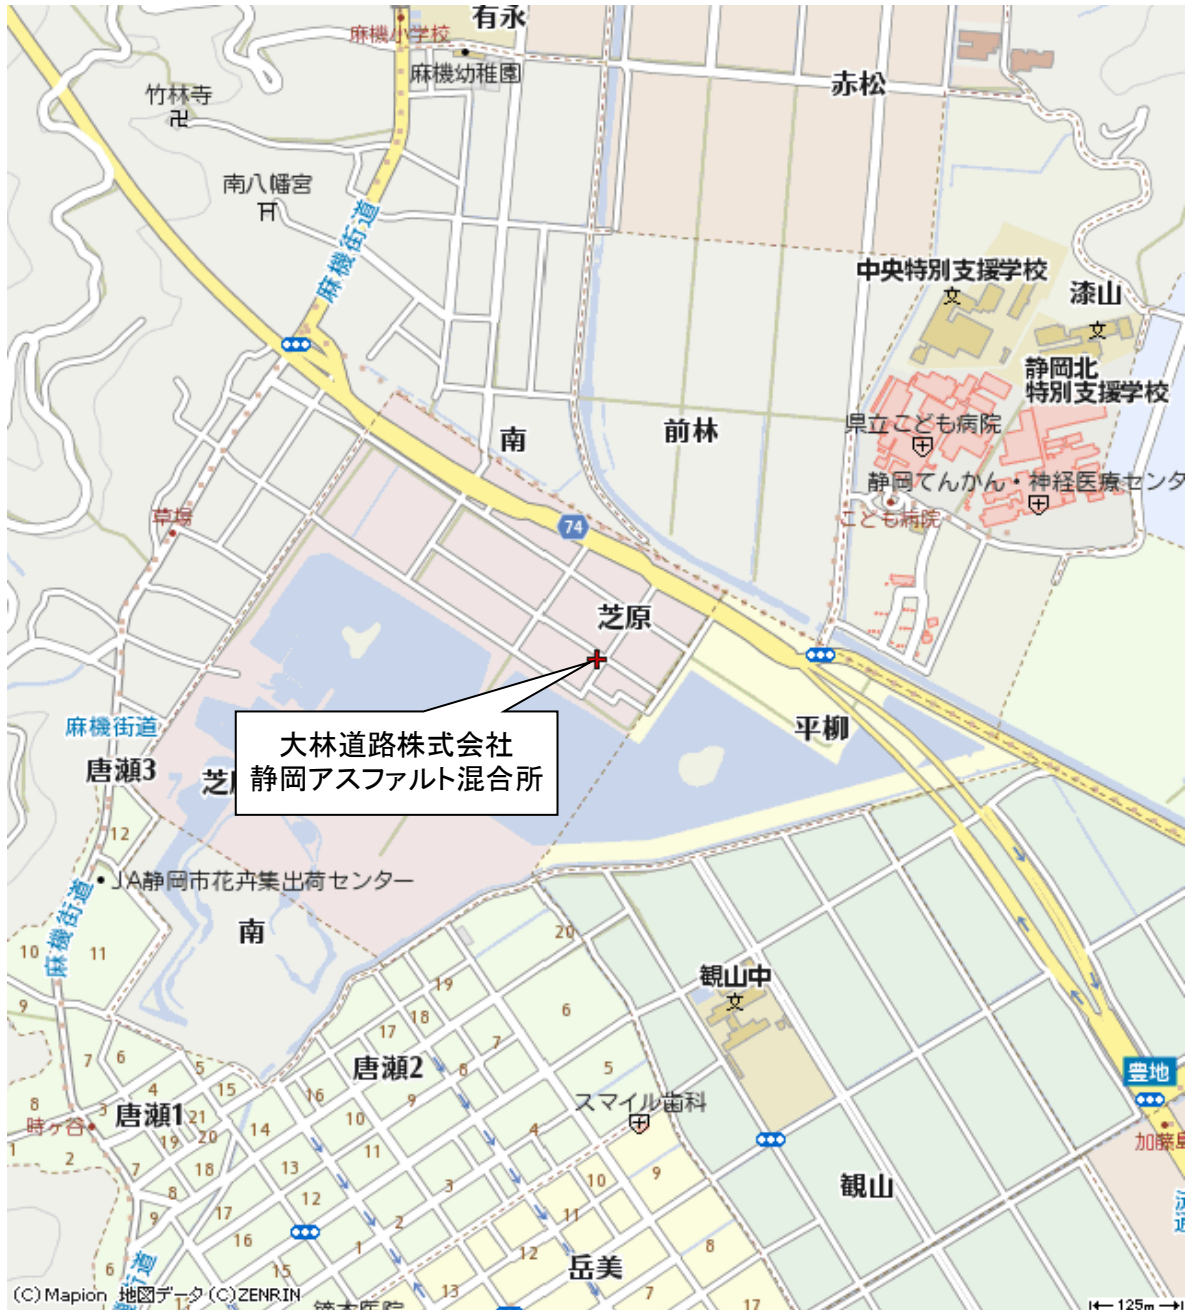 有永
麻機小学校
麻機幼稚園
赤松
竹林寺
南八幡宮
麻機街道
中央特別支援学校
漆山
静岡北
特別支援学校
県立こども病院
南
前林
静岡てんかん・神経医療センタ
こども病院
草場
74
芝原
麻機街道
平柳
唐瀬3
大林道路株式会社
静岡アスファルト混合所
12
JA静岡市花卉集出荷センター
麻機街道
南
10
11
20
観山中
19
9
6
18
17
7
7
6
唐瀬2
8
5
豊地
5
4
15
16
9
スマイル歯科
8
3
唐瀬1
21
10
時ヶ谷
14
4
加藤島
1
2
19
20
11
7
18
13
3
10
9
8
12
観山
9
17
11
2
流通
16
1
12
8
6
15
岳美
13
7
17
(C)Mapion 地図データ(C)ZENRIN
125m